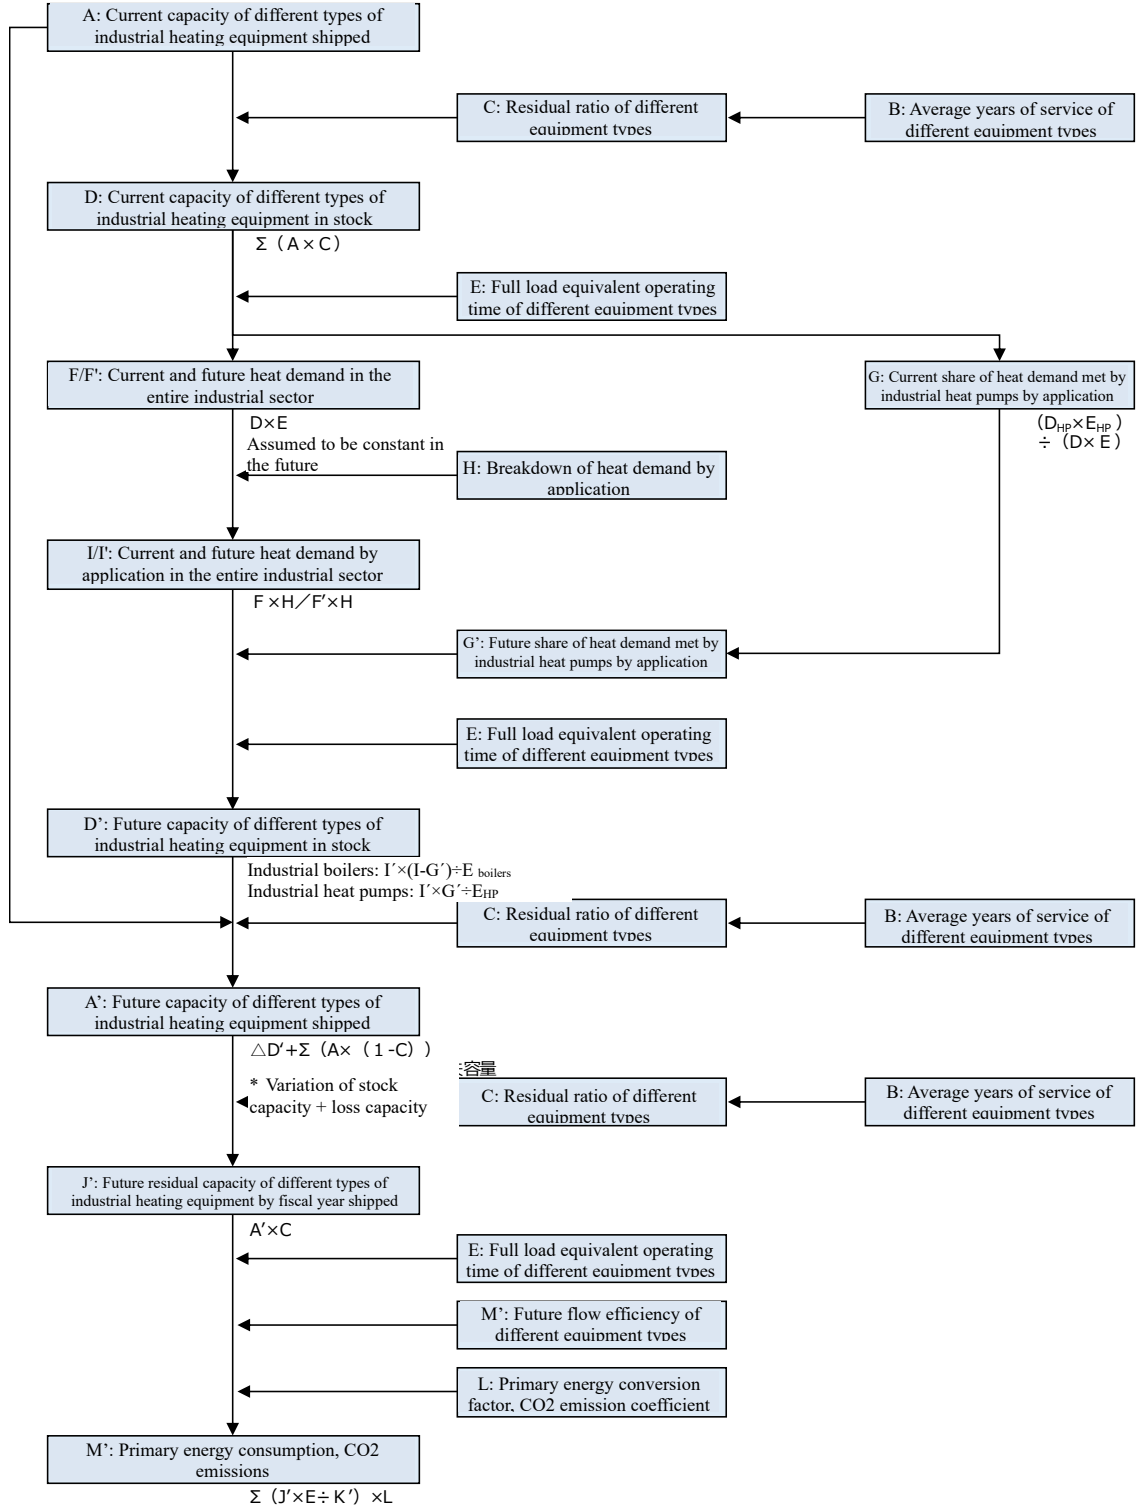 A: Current capacity of different types of
industrial heating equipment shipped
C: Residual ratio of different
equipment types
B: Average years of service of
different equipment types
D: Current capacity of different types of
industrial heating equipment in stock
Σ（A×C）
E: Full load equivalent operating
time of different equipment types
F/F': Current and future heat demand in the
entire industrial sector
G: Current share of heat demand met by
industrial heat pumps by application
D×E
Assumed to be constant in
the future
（DHP×EHP）
÷（D×E）
H: Breakdown of heat demand by
application
I/I': Current and future heat demand by
application in the entire industrial sector
F×H／F′×H
G’: Future share of heat demand met by
industrial heat pumps by application
E: Full load equivalent operating
time of different equipment types
D’: Future capacity of different types of
industrial heating equipment in stock
Industrial boilers: I´×(I-G´)÷E boilers
Industrial heat pumps: I´×G´÷EHP
C: Residual ratio of different
equipment types
B: Average years of service of
different equipment types
A’: Future capacity of different types of
industrial heating equipment shipped
△D‘+Σ（A×（１-C））
容量
* Variation of stock
capacity + loss capacity
C: Residual ratio of different
equipment types
B: Average years of service of
different equipment types
J’: Future residual capacity of different types of
industrial heating equipment by fiscal year shipped
A′×C
E: Full load equivalent operating
time of different equipment types
M’: Future flow efficiency of
different equipment types
L: Primary energy conversion
factor, CO2 emission coefficient
M’: Primary energy consumption, CO2
emissions
Σ（J′×E÷K′）×L